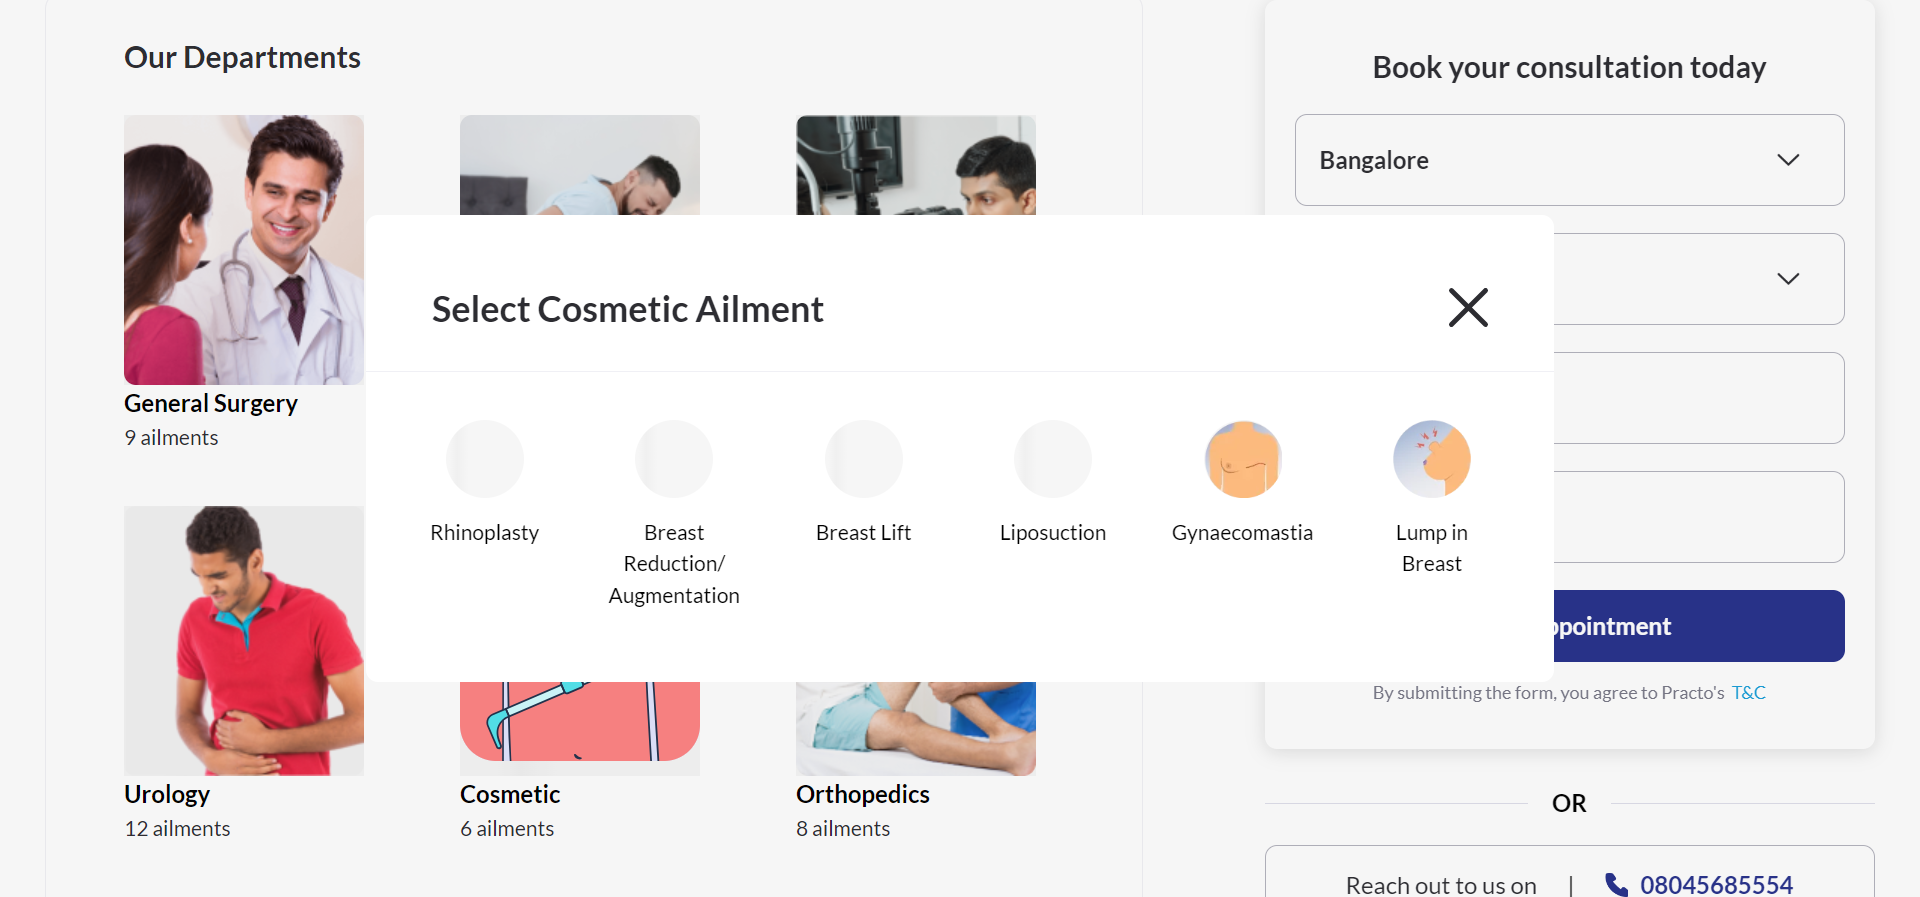 Our Departments
General Surgery
9 ailments
Urology
12 ailments
Cosmetic
6 ailments
Orthopedics
8 ailments
Select Cosmetic Ailment
Rhinoplasty
Breast
Reduction/
Augmentation
Breast Lift
Liposuction
Gynaecomastia
Lump in
Breast
Book your consultation today
Bangalore
ppointment
By submitting the form, you agree to Practo's T&C
OR
Reach out to us on | 08045685554